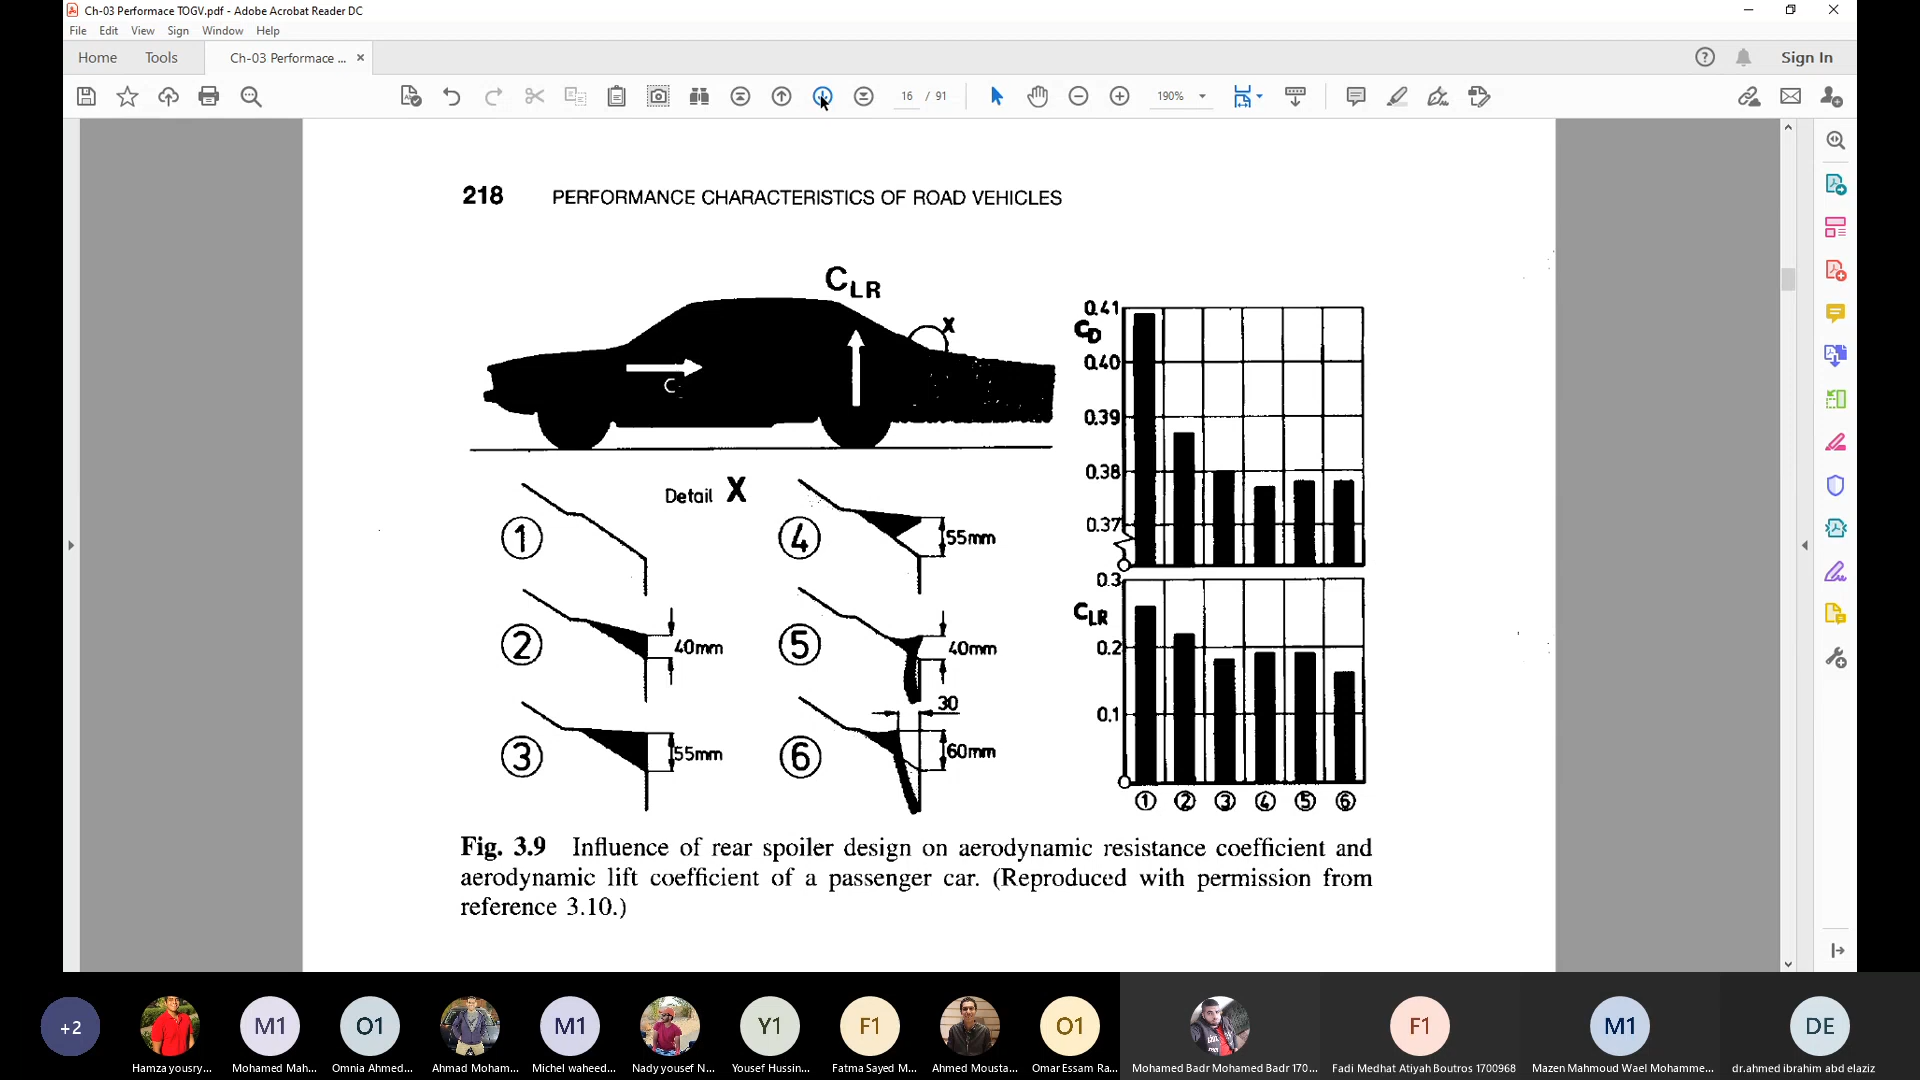 Ch-03 Performace TOGV.pdf - Adobe Acrobat Reader DC
File Edit View Sign Window Help
Home Tools Ch-03 Performace ... × Sign In
16 / 91 190%
218 PERFORMANCE CHARACTERISTICS OF ROAD VEHICLES
CLR
X
C
Detail X
1
2 40mm
3 55mm
4 55mm
5 40mm
6 30 60mm
CD
0.41
0.40
0.39
0.38
0.37
CLR
0.3
0.2
0.1
1 2 3 4 5 6
Fig. 3.9 Influence of rear spoiler design on aerodynamic resistance coefficient and
aerodynamic lift coefficient of a passenger car. (Reproduced with permission from
reference 3.10.)
+2 M1 O1 M1 Y1 F1 O1 F1 M1 DE
Hamza yousry... Mohamed Mah... Omnia Ahmed... Ahmad Moham... Michel waheed... Nady yousef N... Yousef Hussin... Fatma Sayed M... Ahmed Mousta... Omar Essam Ra... Mohamed Badr Mohamed Badr 170... Fadi Medhat Atiyah Boutros 1700968 Mazen Mahmoud Wael Mohamme... dr.ahmed ibrahim abd elaziz